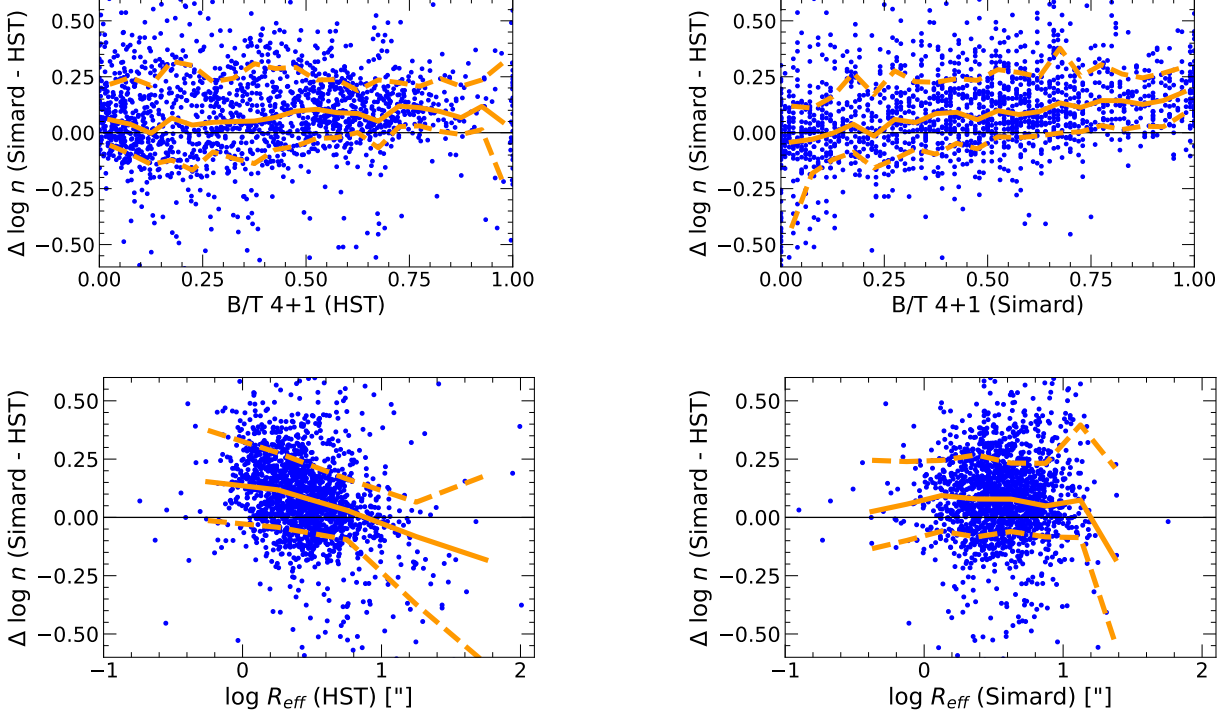 0.50 0.50
0.25 0.25
0.00 0.00
−0.25 −0.25
−0.50 −0.50
Δ log n (Simard - HST) Δ log n (Simard - HST)
0.00 0.25 0.50 0.75 1.00 0.00 0.25 0.50 0.75 1.00
B/T 4+1 (HST) B/T 4+1 (Simard)
0.50 0.50
0.25 0.25
0.00 0.00
−0.25 −0.25
−0.50 −0.50
Δ log n (Simard - HST) Δ log n (Simard - HST)
−1 0 1 2 −1 0 1 2
log Reff (HST) ["] log Reff (Simard) ["]